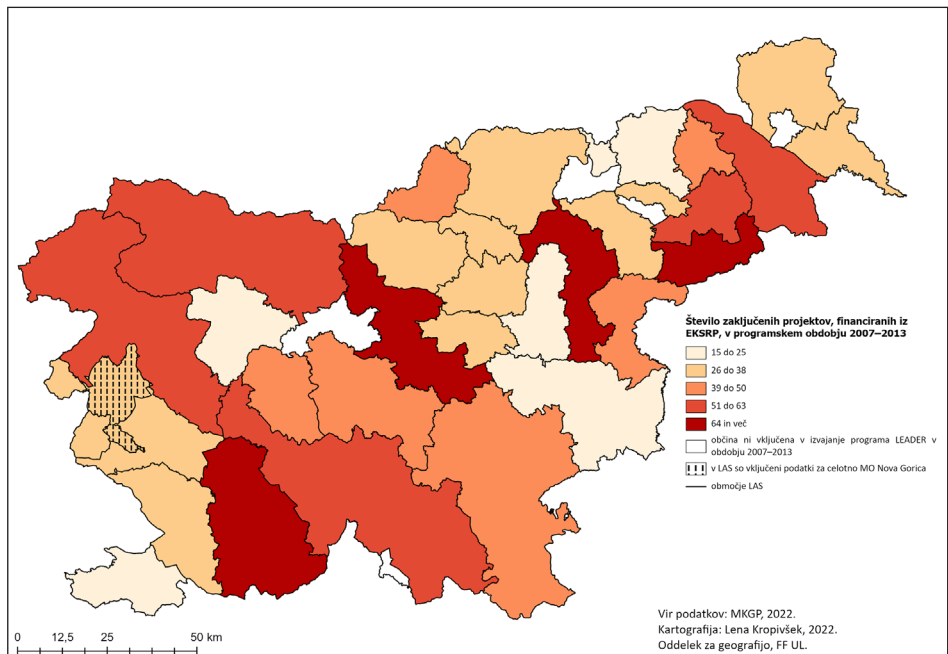 Število zaključenih projektov, financiranih iz
EKSRP, v programskem obdobju 2007–2013
15 do 25
26 do 38
39 do 50
51 do 63
64 in več
občina ni vključena v izvajanje programa LEADER v
obdobju 2007–2013
v LAS so vključeni podatki za celotno MO Nova Gorica
območje LAS
Vir podatkov: MKGP, 2022.
Kartografija: Lena Kropivšek, 2022.
Oddelek za geografijo, FF UL.
0 12,5 25 50 km